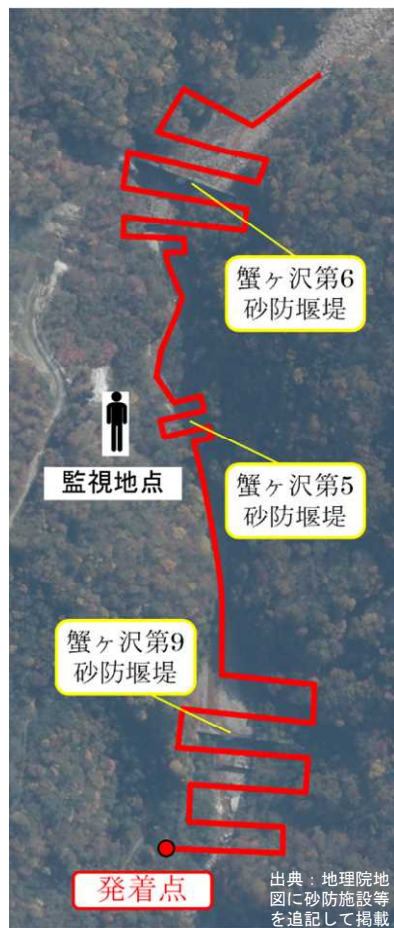 蟹ヶ沢第6
砂防堰堤
監視地点
蟹ヶ沢第5
砂防堰堤
蟹ヶ沢第9
砂防堰堤
発着点
出典：地理院地
図に砂防施設等
を追記して掲載